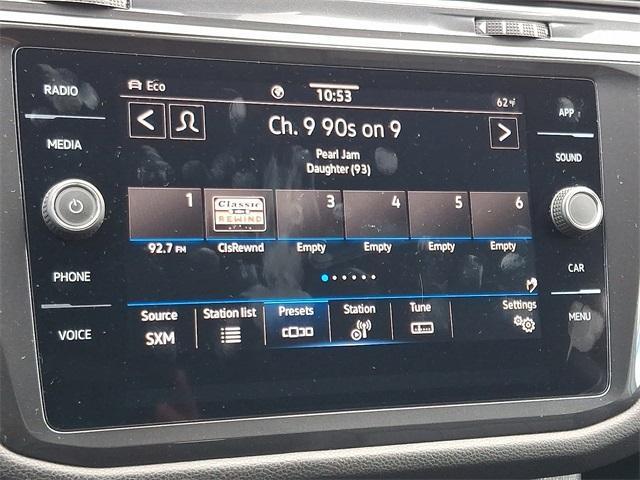 RADIO
MEDIA
PHONE
VOICE
Eco
10:53
62°F
Ch. 9 90s on 9
Pearl Jam
Daughter (93)
1
Classic
REWIND
3
4
5
6
92.7 FM
ClsRewnd
Empty
Empty
Empty
Empty
Source
SXM
Station list
Presets
Station
Tune
Settings
APP
SOUND
CAR
MENU